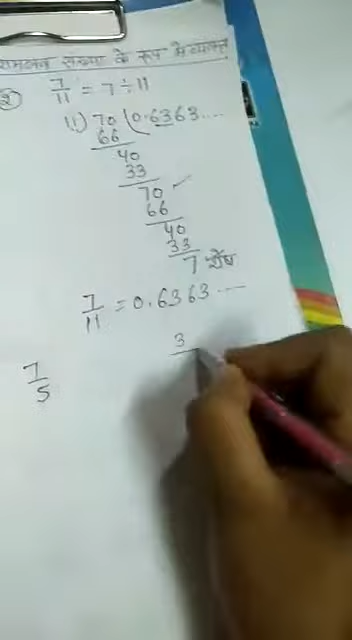 संख्या के रूप में व्यक्त
② 7/11 = 7 ÷ 11
11) 70 (0.6363....
66
40
33
70 ✓
66
40
33
7 शेष
7/11 = 0.6363....
7/5
3